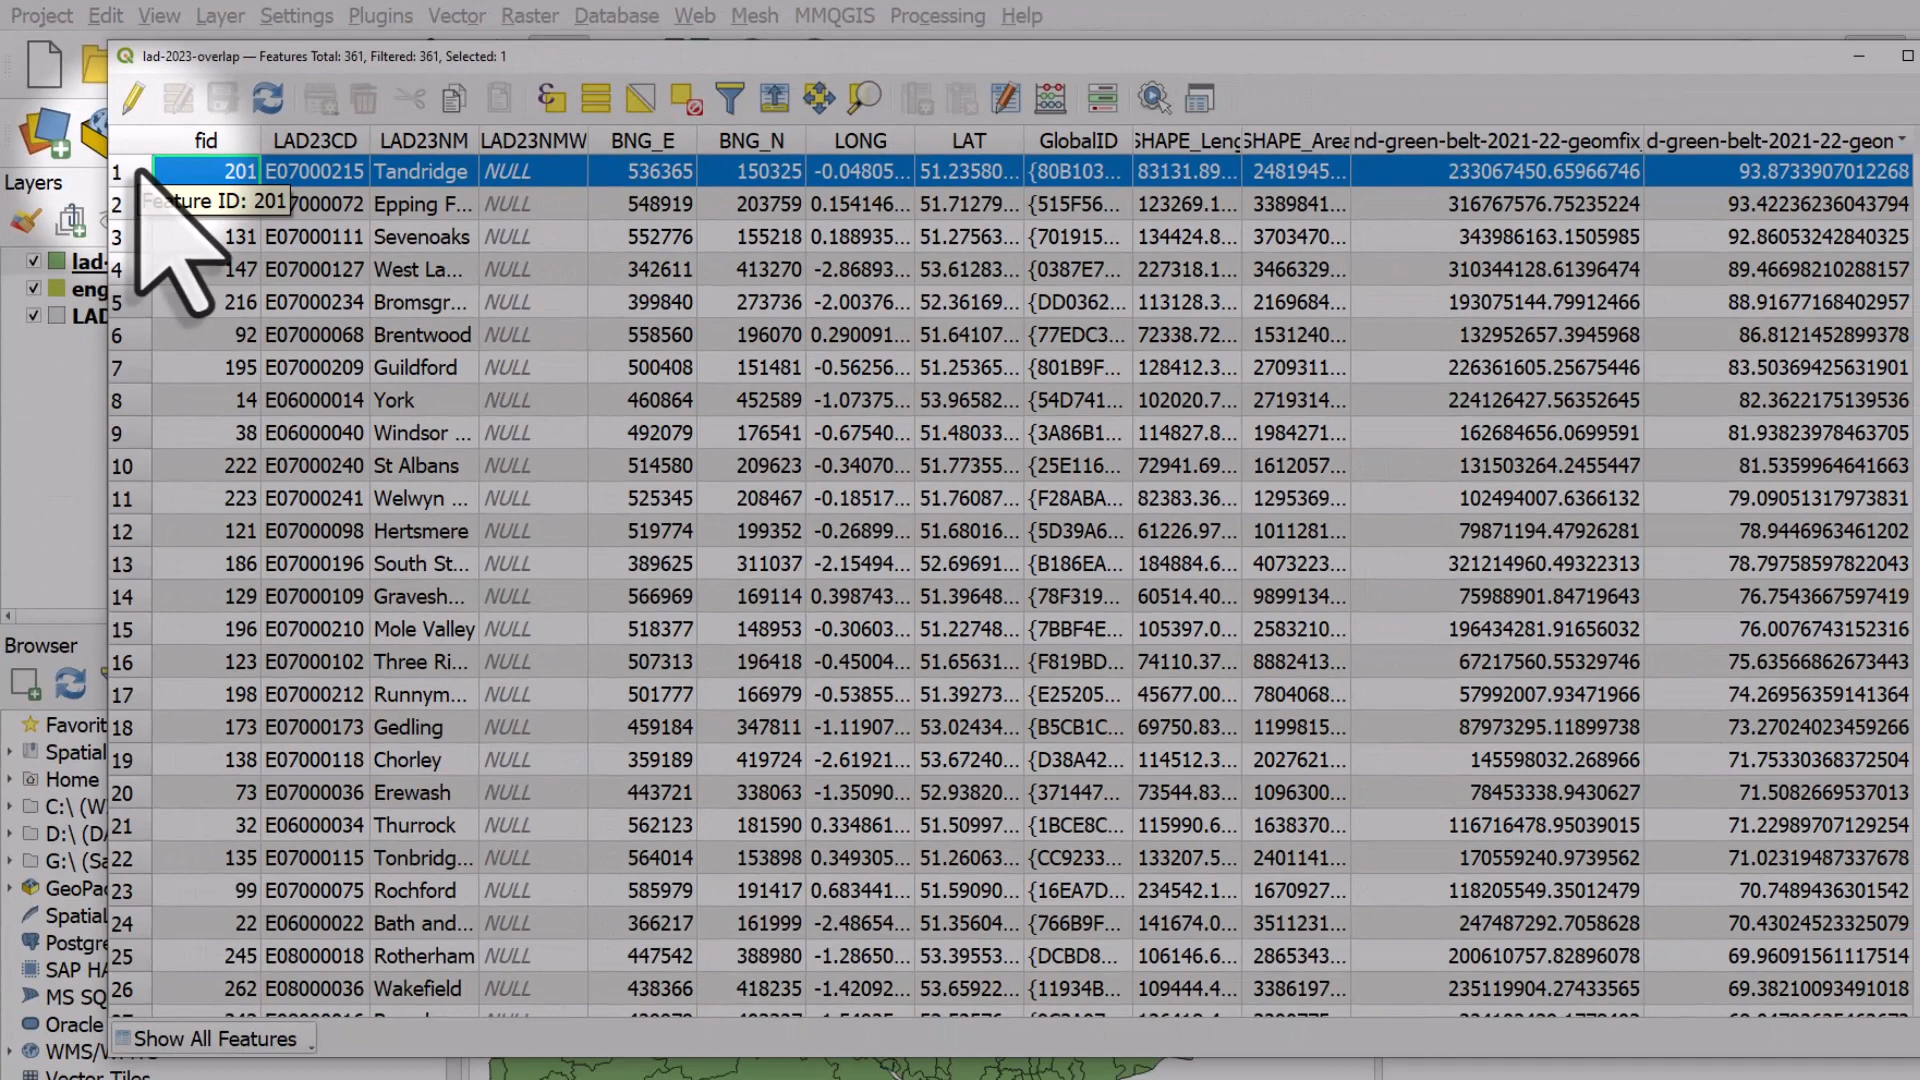 Project Edit View Layer Settings Plugins Vector Raster Database Web Mesh MMQGIS Processing Help
lad-2023-overlap — Features Total: 361, Filtered: 361, Selected: 1
fid LAD23CD LAD23NM LAD23NMW BNG_E BNG_N LONG LAT GlobalID SHAPE_Leng SHAPE_Area nd-green-belt-2021-22-geomfix_ d-green-belt-2021-22-geon
1 201 E07000215 Tandridge NULL 536365 150325 -0.04805... 51.23580... {80B103... 83131.89... 2481945... 233067450.65966746 93.8733907012268
Feature ID: 201
2 7000072 Epping F... NULL 548919 203759 0.154146... 51.66981... {515F56... 123269.1... 3389841... 316767576.75235224 93.42236236043794
3 131 E07000111 Sevenoaks NULL 552776 155218 0.188935... 51.27563... {701915... 134424.8... 3703470... 343986163.1505985 92.86053242840325
4 147 E07000127 West La... NULL 342611 413270 -2.86893... 53.61283... {0387E7... 227318.1... 3466329... 310344128.61396474 89.46698210288157
5 216 E07000234 Bromsgr... NULL 399840 273736 -2.00376... 52.36169... {DD0362... 113128.3... 2169684... 193075144.79912466 88.91677168402957
6 92 E07000068 Brentwood NULL 558560 196070 0.290091... 51.64107... {77EDC3... 72338.72... 1531240... 132952657.3945968 86.8121452899378
7 195 E07000209 Guildford NULL 500408 151481 -0.56256... 51.25365... {801B9F... 128412.3... 2709311... 226361605.25675446 83.50369425631901
8 14 E06000014 York NULL 460864 452589 -1.07375... 53.96582... {54D741... 102020.7... 2719314... 224126427.56352645 82.3622175139536
9 38 E06000040 Windsor ... NULL 492079 176541 -0.67540... 51.48033... {3A86B1... 114827.8... 1984271... 162684656.0699591 81.93823978463705
10 222 E07000240 St Albans NULL 514580 209623 -0.34070... 51.77355... {25E116... 72941.69... 1612057... 131503264.2455447 81.5359964641663
11 223 E07000241 Welwyn ... NULL 525345 208467 -0.18517... 51.76087... {F28ABA... 82383.36... 1295369... 102494007.6366132 79.09051317973831
12 121 E07000098 Hertsmere NULL 519774 199352 -0.26899... 51.68016... {5D39A6... 61226.97... 1011281... 79871194.47926281 78.9446963461202
13 186 E07000196 South St... NULL 389625 311037 -2.15494... 52.69691... {B186EA... 184884.6... 4073223... 321214960.49332312 78.79758597822043
14 129 E07000109 Gravesh... NULL 566969 169114 0.398743... 51.39648... {78F319... 60514.40... 9899134... 75988901.84719643 76.7543667597419
15 196 E07000210 Mole Valley NULL 518377 148953 -0.30603... 51.22748... {7BBF4E... 105397.0... 2583210... 196434281.91656032 76.0076743152316
16 123 E07000102 Three Ri... NULL 507313 196418 -0.45004... 51.65631... {F819BD... 74110.37... 8882413... 67217560.55329746 75.63566862673443
17 198 E07000212 Runnym... NULL 501777 166979 -0.53855... 51.39273... {E25205... 45677.00... 7804068... 57992007.93471966 74.26956359141364
18 173 E07000173 Gedling NULL 459184 347811 -1.11907... 53.02434... {B5CB1C... 69750.83... 1199815... 87973295.11899738 73.27024023459266
19 138 E07000118 Chorley NULL 359189 419724 -2.61921... 53.67240... {D38A42... 114512.3... 2027621... 145598032.268966 71.75330368372504
20 73 E07000036 Erewash NULL 443721 338063 -1.35090... 52.93820... {371447... 73544.83... 1096300... 78453338.9430627 71.5082669537013
21 32 E06000034 Thurrock NULL 562123 181590 0.334861... 51.50997... {1BCE8C... 115990.6... 1638370... 116716478.95039015 71.22989707129254
22 135 E07000115 Tonbridg... NULL 564014 153898 0.349305... 51.26063... {CC9233... 133207.5... 2401141... 170559240.9739562 71.02319487337678
23 99 E07000075 Rochford NULL 585979 191417 0.683441... 51.59090... {16EA7D... 234542.1... 1670927... 118205549.35012479 70.7489436301542
24 22 E06000022 Bath and... NULL 366217 161999 -2.48654... 51.35604... {766B9F... 141674.0... 3511231... 247487292.7058628 70.43024523325079
25 245 E08000018 Rotherham NULL 447542 388980 -1.28650... 53.39553... {DCBD8... 106146.6... 2865343... 200610757.82896078 69.96091561117514
26 262 E08000036 Wakefield NULL 438366 418235 -1.42092... 53.65922... {11934B... 109444.4... 3386197... 235119904.27433565 69.38210093491018
Show All Features
Layers
lad-
eng
LAD
Browser
Favorit
Spatial
Home
C:\ (W
D:\ (DA
G:\ (Sa
GeoPac
SpatiaL
Postgre
SAP HA
MS SQ
Oracle
WMS/W
Vector Tiles